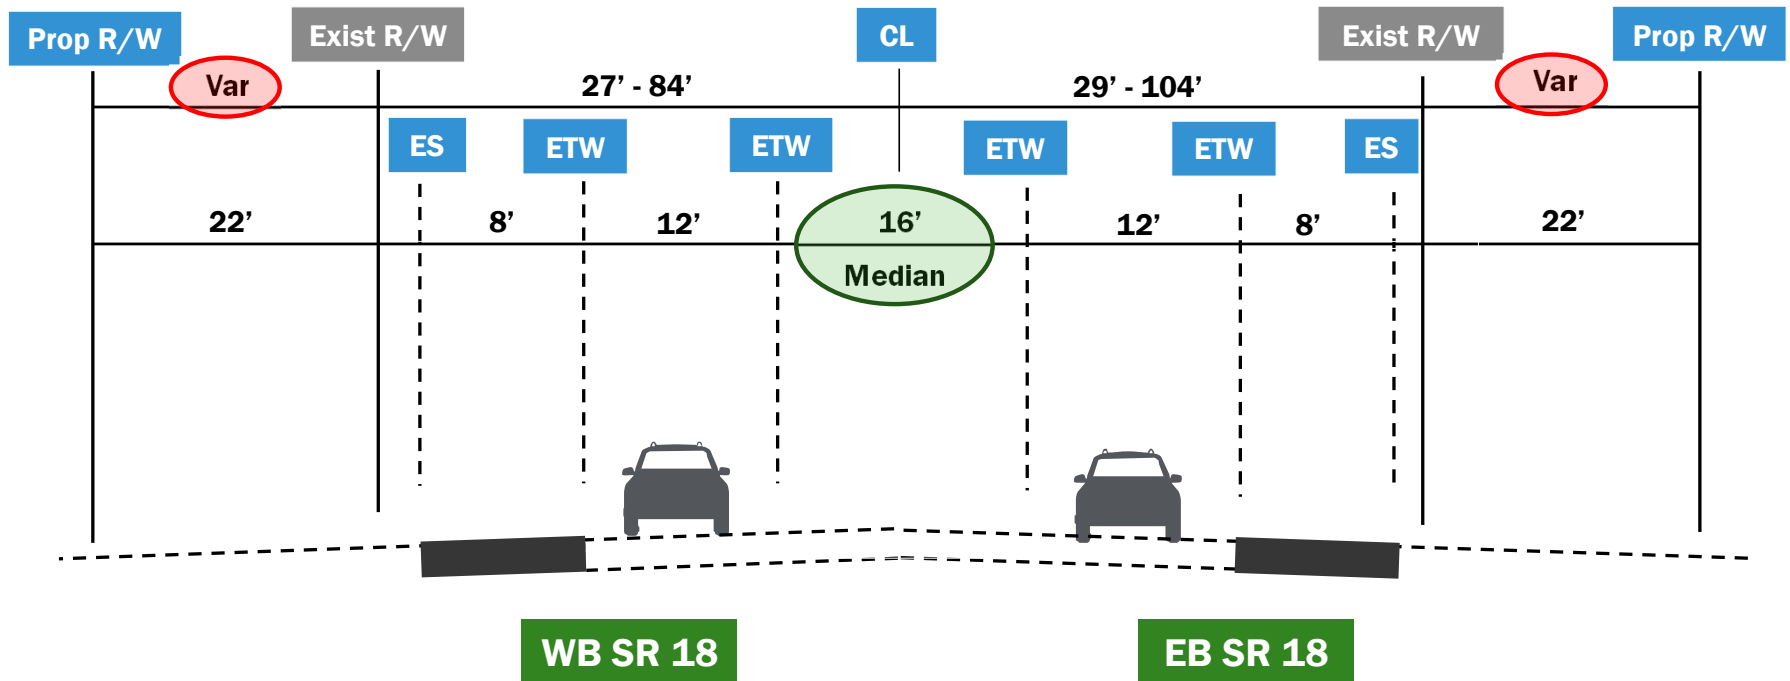 Prop R/W
Exist R/W
CL
Exist R/W
Prop R/W
Var
27’ - 84’
29’ - 104’
Var
ES
ETW
ETW
ETW
ETW
ES
22’
8’
12’
16’
12’
8’
22’
Median
WB SR 18
EB SR 18